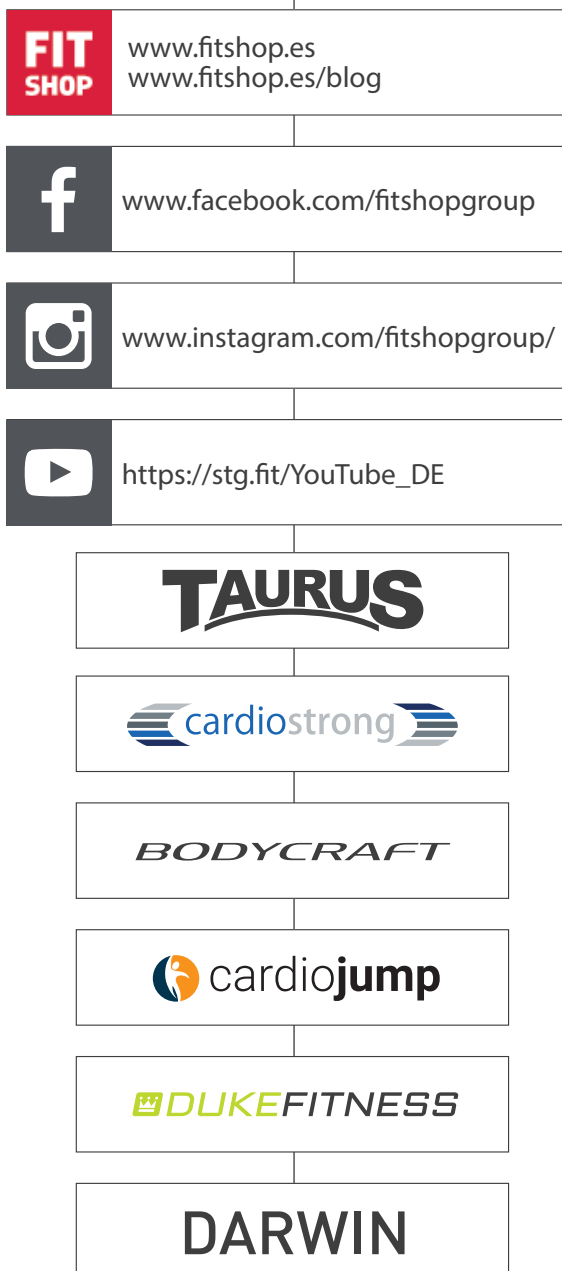 FIT
SHOP
www.fitshop.es
www.fitshop.es/blog
f
www.facebook.com/fitshopgroup
www.instagram.com/fitshopgroup/
https://stg.fit/YouTube_DE
TAURUS
cardiostrong
BODYCRAFT
cardiojump
DUKEFITNESS
DARWIN